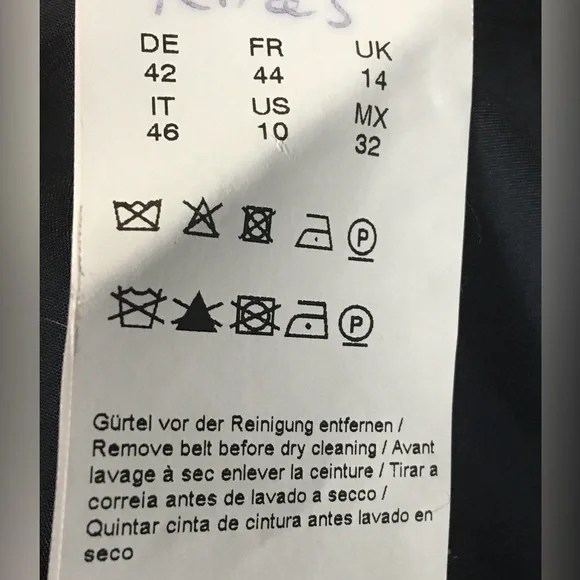 DE FR UK
42 44 14
IT US MX
46 10 32
P
P
Gürtel vor der Reinigung entfernen /
Remove belt before dry cleaning / Avant
lavage à sec enlever la ceinture / Tirar a
correia antes de lavado a secco /
Quintar cinta de cintura antes lavado en
seco